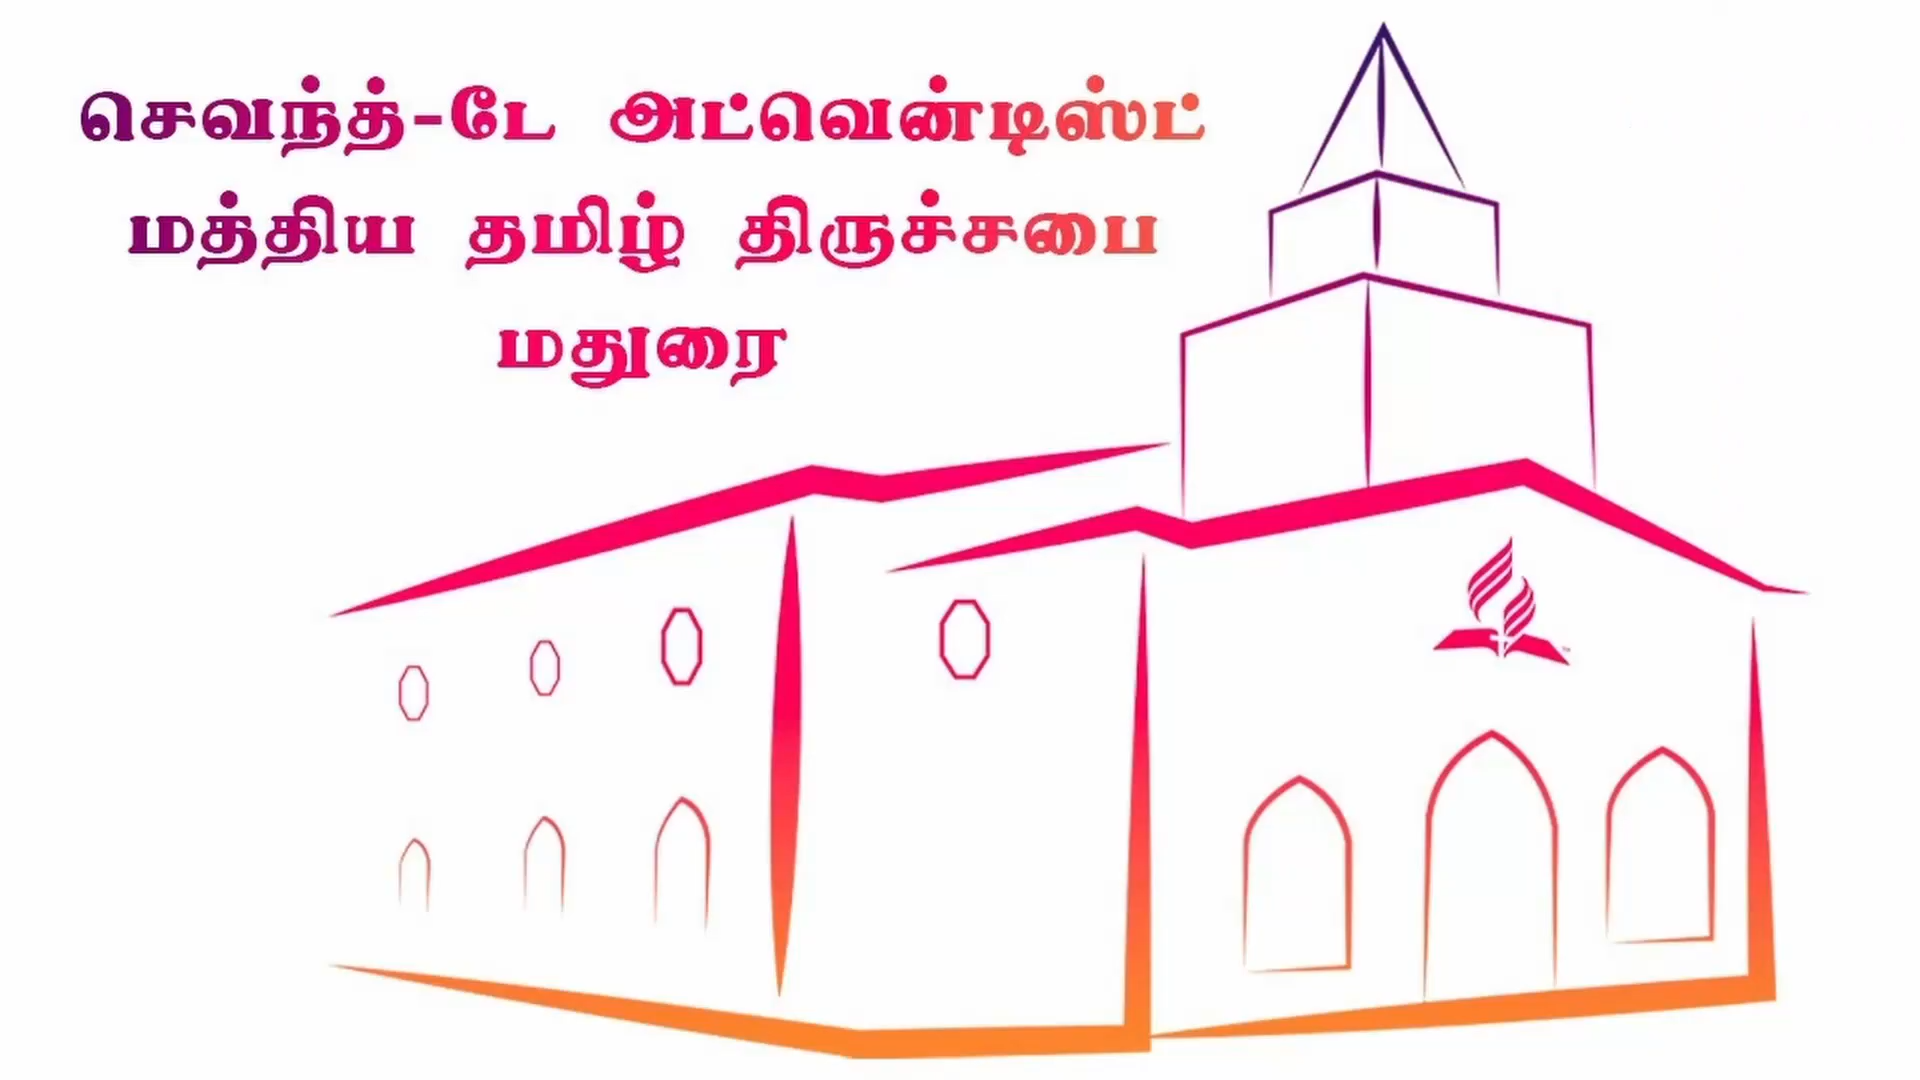 செவந்த்-டே அட்வென்டிஸ்ட்
மத்திய தமிழ் திருச்சபை
மதுரை